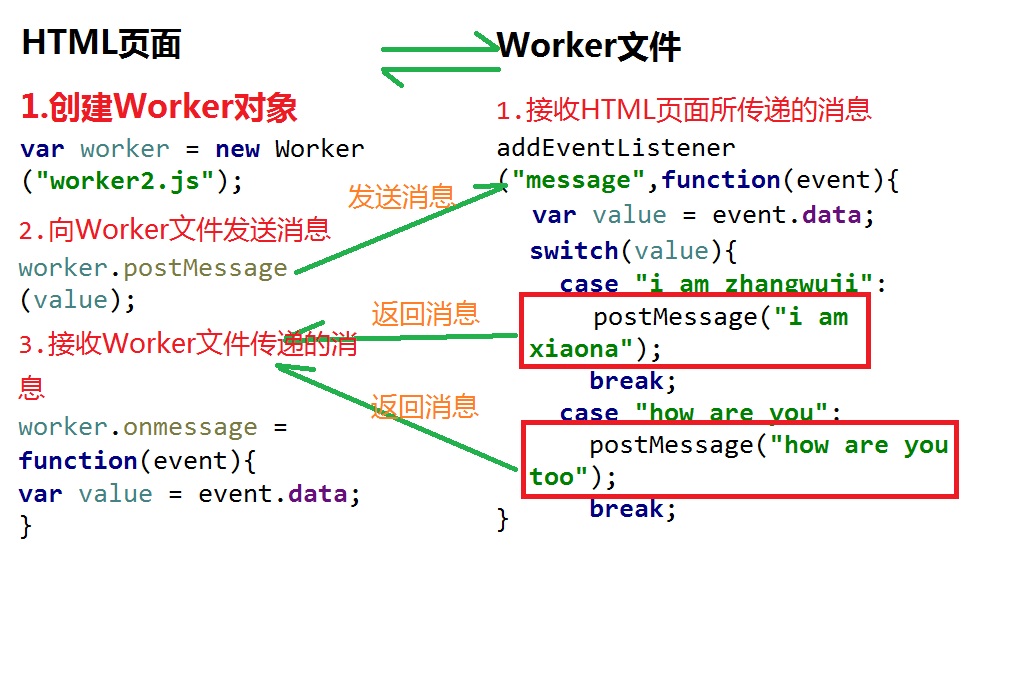 HTML页面
1.创建Worker对象
var worker = new Worker
("worker2.js");
发送消息
2.向Worker文件发送消息
worker.postMessage
(value);
返回消息
3.接收Worker文件传递的消
息
返回消息
worker.onmessage =
function(event){
var value = event.data;
}
Worker文件
1.接收HTML页面所传递的消息
addEventListener
("message",function(event){
var value = event.data;
switch(value){
case "i am zhangwuji":
postMessage("i am
xiaona");
break;
case "how are you":
postMessage("how are you
too");
break;
}